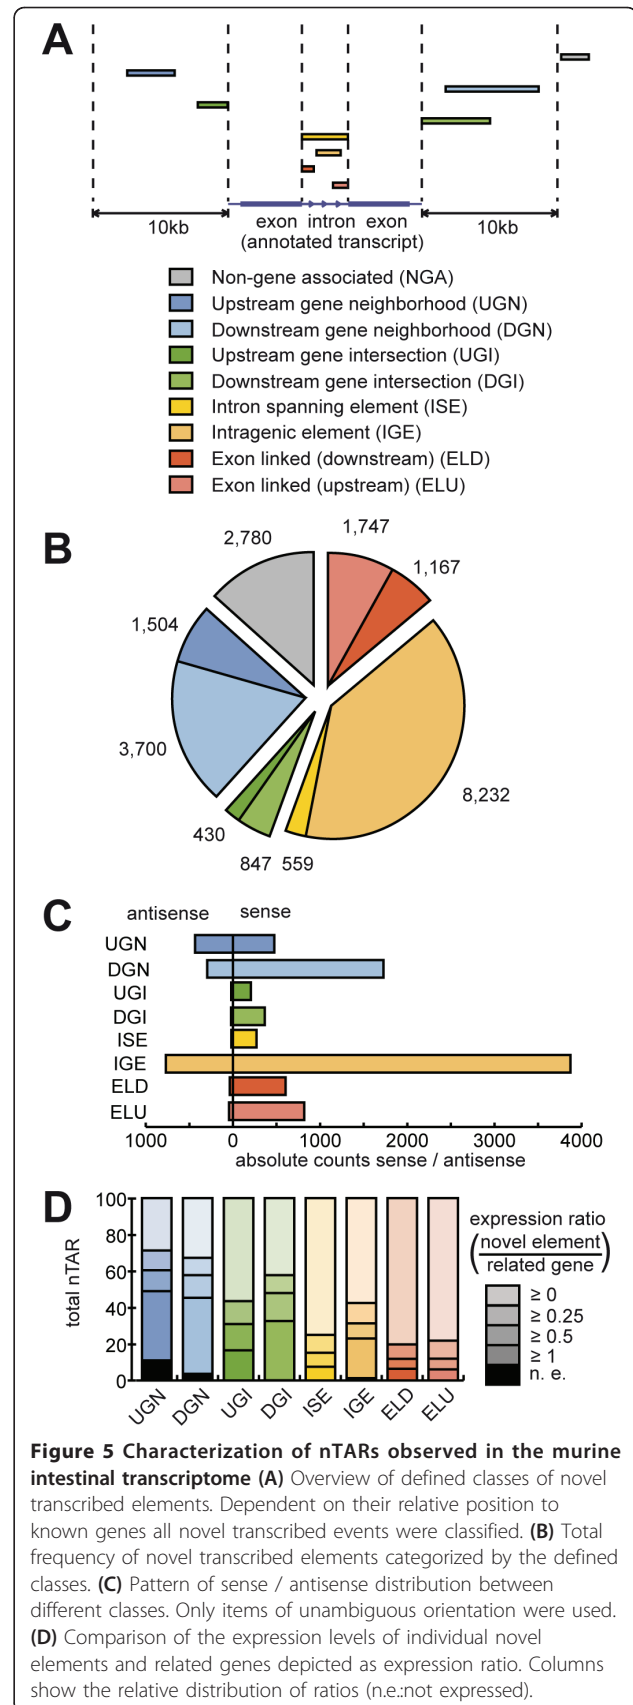 A
10kb
exon intron exon
10kb
(annotated transcript)
Non-gene associated (NGA)
Upstream gene neighborhood (UGN)
Downstream gene neighborhood (DGN)
Upstream gene intersection (UGI)
Downstream gene intersection (DGI)
Intron spanning element (ISE)
Intragenic element (IGE)
Exon linked (downstream) (ELD)
Exon linked (upstream) (ELU)
B
2,780
1,747
1,167
1,504
3,700
8,232
430
847
559
C
antisense sense
UGN
DGN
UGI
DGI
ISE
IGE
ELD
ELU
1000 0 1000 2000 3000 4000
absolute counts sense / antisense
D
total nTAR
100
80
60
40
20
0
UGN DGN UGI DGI ISE IGE ELD ELU
expression ratio
(novel element
related gene)
≥ 0
≥ 0.25
≥ 0.5
≥ 1
n. e.
Figure 5 Characterization of nTARs observed in the murine
intestinal transcriptome (A) Overview of defined classes of novel
transcribed elements. Dependent on their relative position to
known genes all novel transcribed events were classified. (B) Total
frequency of novel transcribed elements categorized by the defined
classes. (C) Pattern of sense / antisense distribution between
different classes. Only items of unambiguous orientation were used.
(D) Comparison of the expression levels of individual novel
elements and related genes depicted as expression ratio. Columns
show the relative distribution of ratios (n.e.:not expressed).